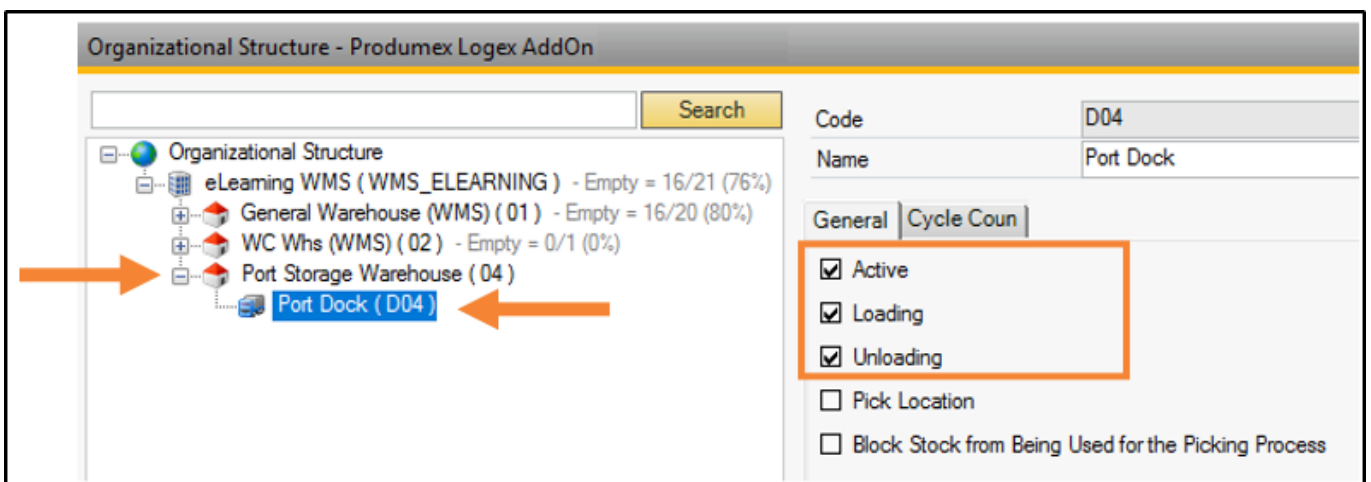 Organizational Structure - Produmex Logex AddOn
Search
Organizational Structure
eLearning WMS ( WMS_ELEARNING ) - Empty = 16/21 (76%)
General Warehouse (WMS) ( 01 ) - Empty = 16/20 (80%)
WC Whs (WMS) ( 02 ) - Empty = 0/1 (0%)
Port Storage Warehouse ( 04 )
Port Dock ( D04 )
Code D04
Name Port Dock
General Cycle Coun
Active
Loading
Unloading
Pick Location
Block Stock from Being Used for the Picking Process